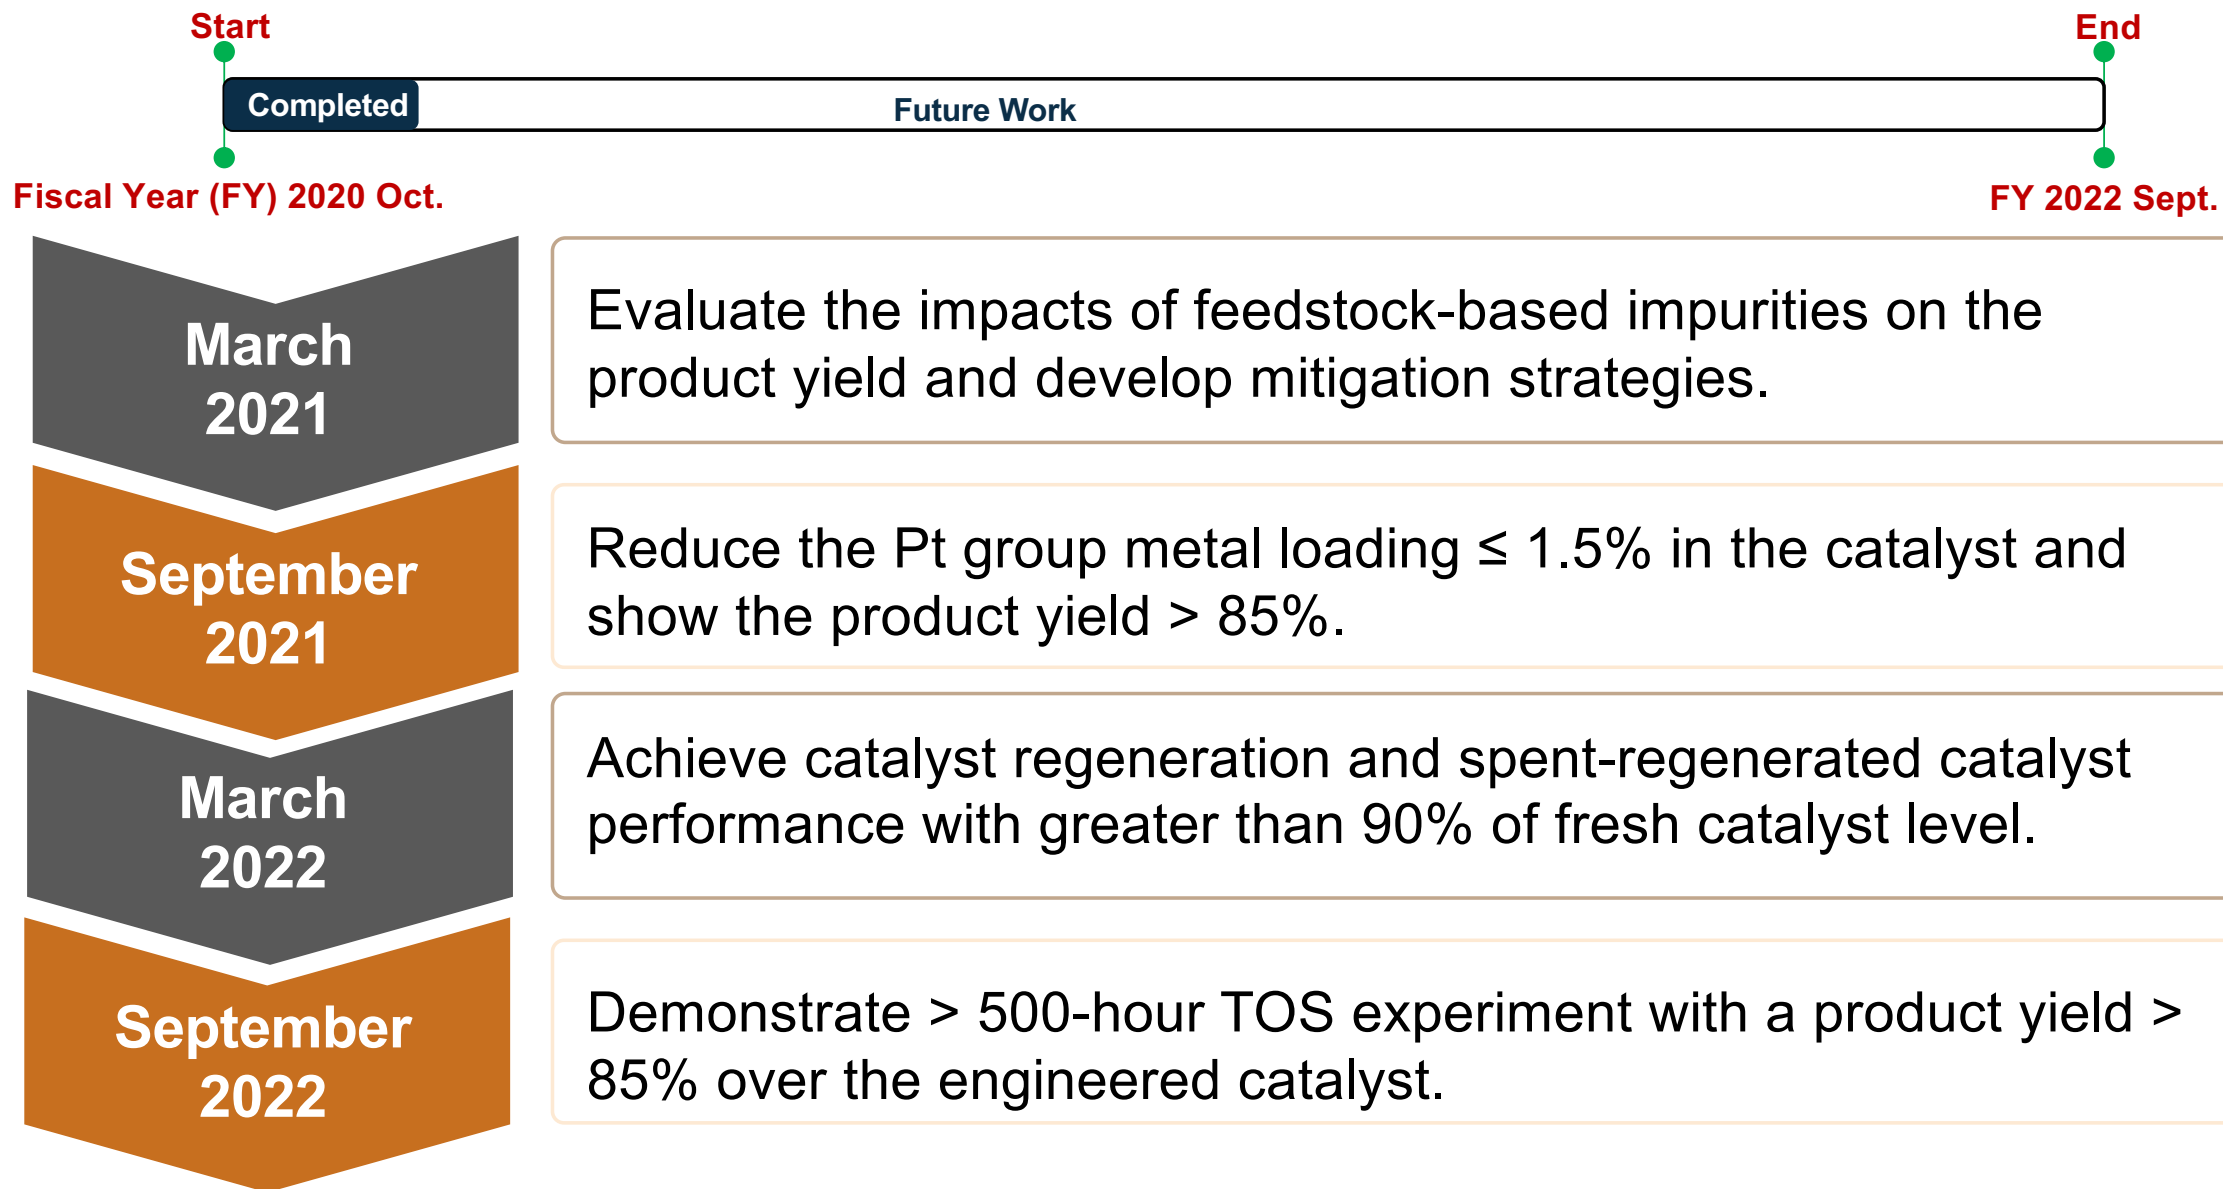 Start
End
Completed
Future Work
Fiscal Year (FY) 2020 Oct.
FY 2022 Sept.
March
2021
Evaluate the impacts of feedstock-based impurities on the
product yield and develop mitigation strategies.
September
2021
Reduce the Pt group metal loading ≤ 1.5% in the catalyst and
show the product yield > 85%.
March
2022
Achieve catalyst regeneration and spent-regenerated catalyst
performance with greater than 90% of fresh catalyst level.
September
2022
Demonstrate > 500-hour TOS experiment with a product yield >
85% over the engineered catalyst.